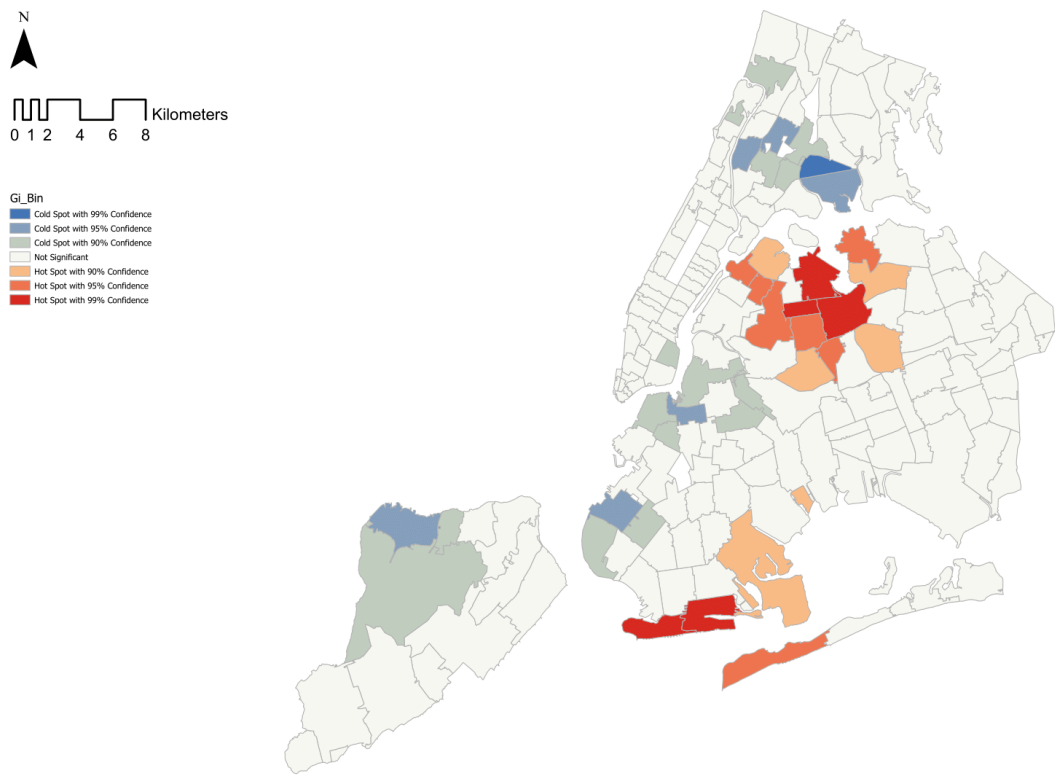 N
Kilometers
0 1 2 4 6 8
Gi_Bin
Cold Spot with 99% Confidence
Cold Spot with 95% Confidence
Cold Spot with 90% Confidence
Not Significant
Hot Spot with 90% Confidence
Hot Spot with 95% Confidence
Hot Spot with 99% Confidence